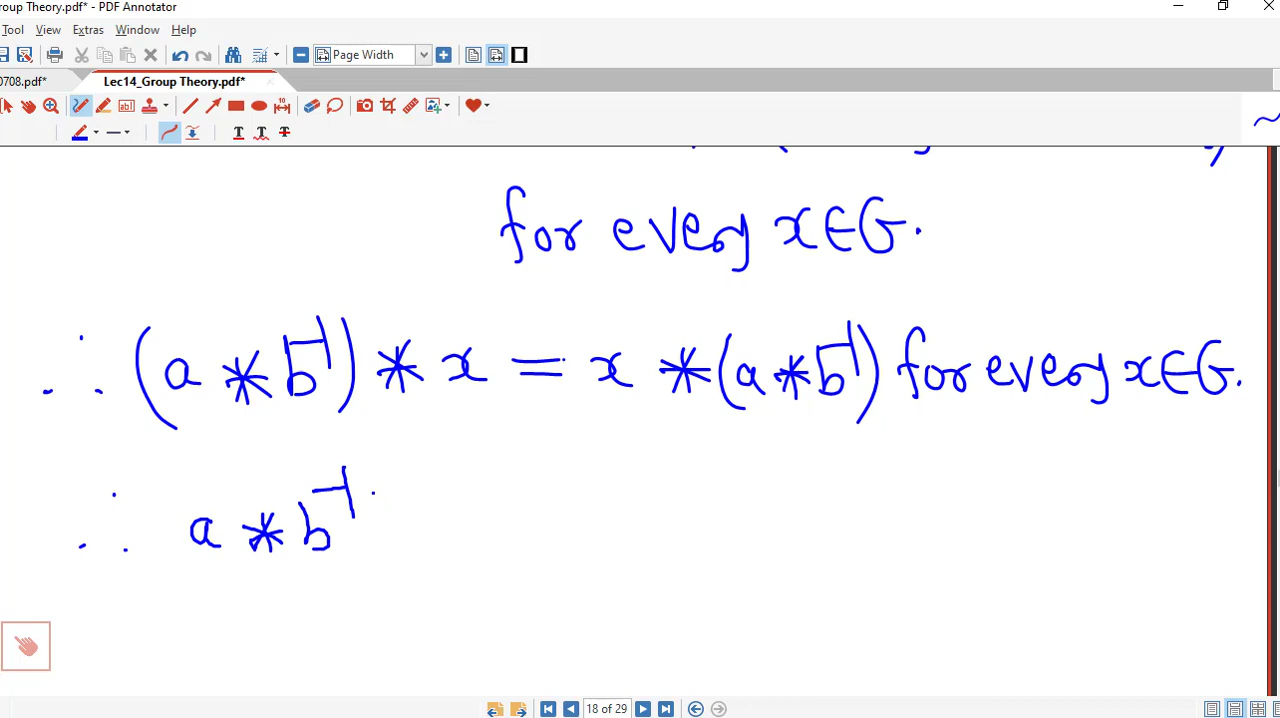 roup Theory.pdf* - PDF Annotator
Tool View Extras Window Help
Page Width
0708.pdf* Lec14_Group Theory.pdf*
for every x∈G.
∴ (a * b⁻¹) * x = x * (a * b⁻¹) for every x∈G.
∴ a * b⁻¹
18 of 29